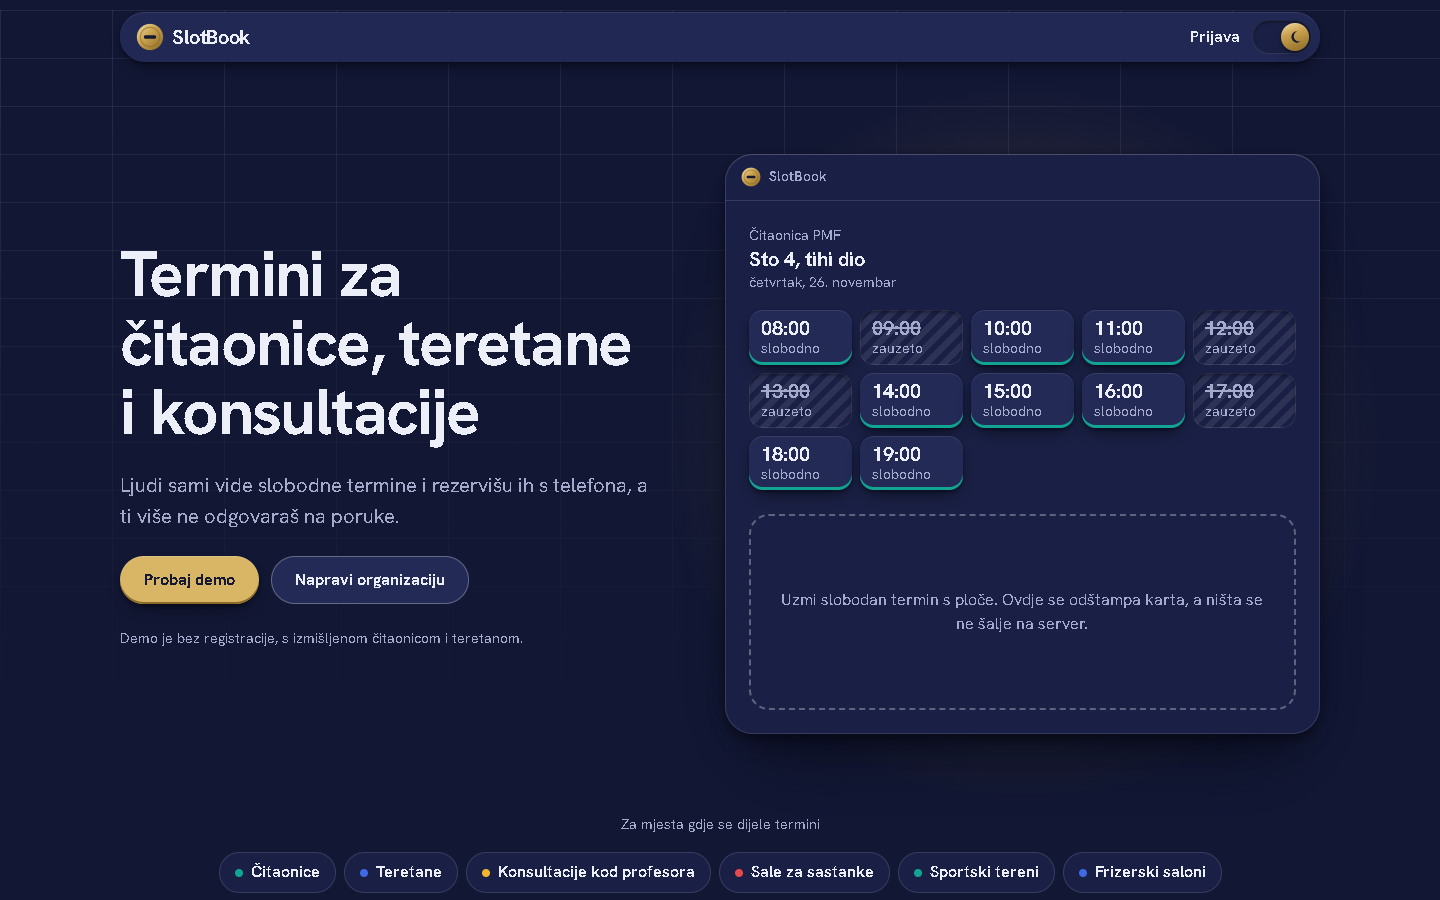 SlotBook
Prijava
Termini za
čitaonice, teretane
i konsultacije
Ljudi sami vide slobodne termine i rezervišu ih s telefona, a
ti više ne odgovaraš na poruke.
Probaj demo
Napravi organizaciju
Demo je bez registracije, s izmišljenom čitaonicom i teretanom.
SlotBook
Čitaonica PMF
Sto 4, tihi dio
četvrtak, 26. novembar
08:00 09:00 10:00 11:00 12:00
slobodno zauzeto slobodno slobodno zauzeto
13:00 14:00 15:00 16:00 17:00
zauzeto slobodno slobodno slobodno zauzeto
18:00 19:00
slobodno slobodno
Uzmi slobodan termin s ploče. Ovdje se odštampa karta, a ništa se
ne šalje na server.
Za mjesta gdje se dijele termini
Čitaonice Teretane Konsultacije kod profesora Sale za sastanke Sportski tereni Frizerski saloni